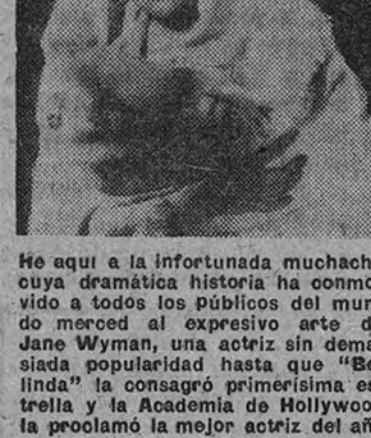 He aquí a la infortunada muchach
cuya dramática historia ha conmo
vido a todos los públicos del mun
do merced al expresivo arte d
Jane Wyman, una actriz sin dema
siada popularidad hasta que “Be
linda” la consagró primerísima es
trella y la Academia de Hollywoo
la proclamó la mejor actriz del añ